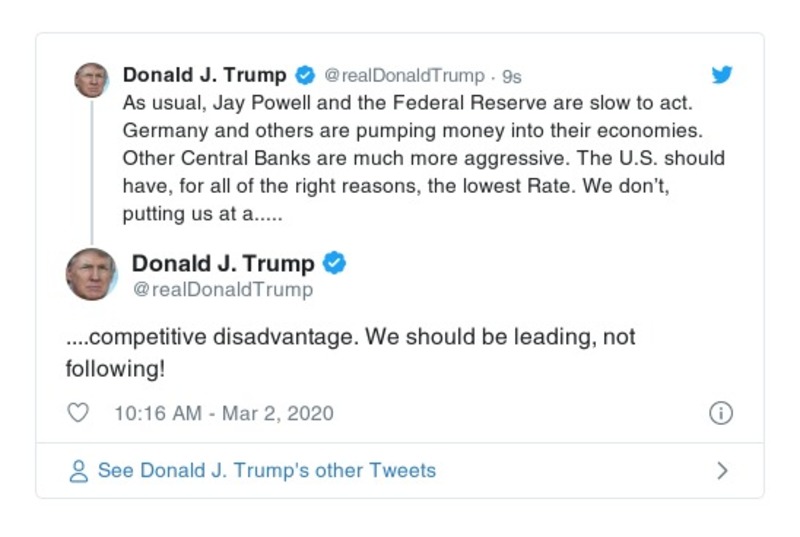 Donald J. Trump @realDonaldTrump · 9s
As usual, Jay Powell and the Federal Reserve are slow to act.
Germany and others are pumping money into their economies.
Other Central Banks are much more aggressive. The U.S. should
have, for all of the right reasons, the lowest Rate. We don’t,
putting us at a.....
Donald J. Trump
@realDonaldTrump
....competitive disadvantage. We should be leading, not
following!
10:16 AM - Mar 2, 2020
See Donald J. Trump's other Tweets